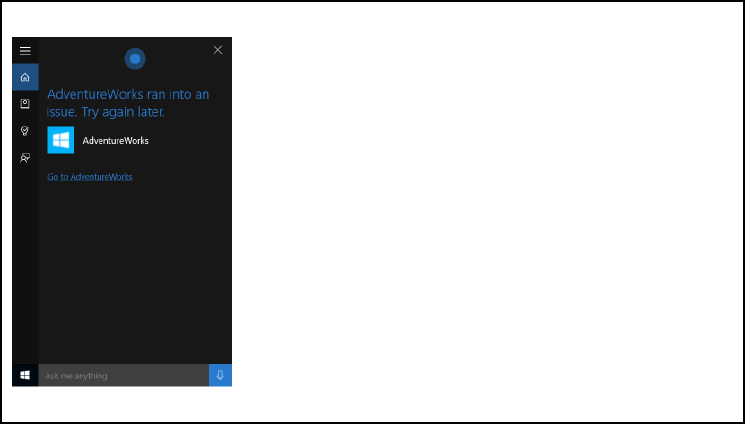 AdventureWorks ran into an
issue. Try again later.
AdventureWorks
Go to AdventureWorks
Ask me anything